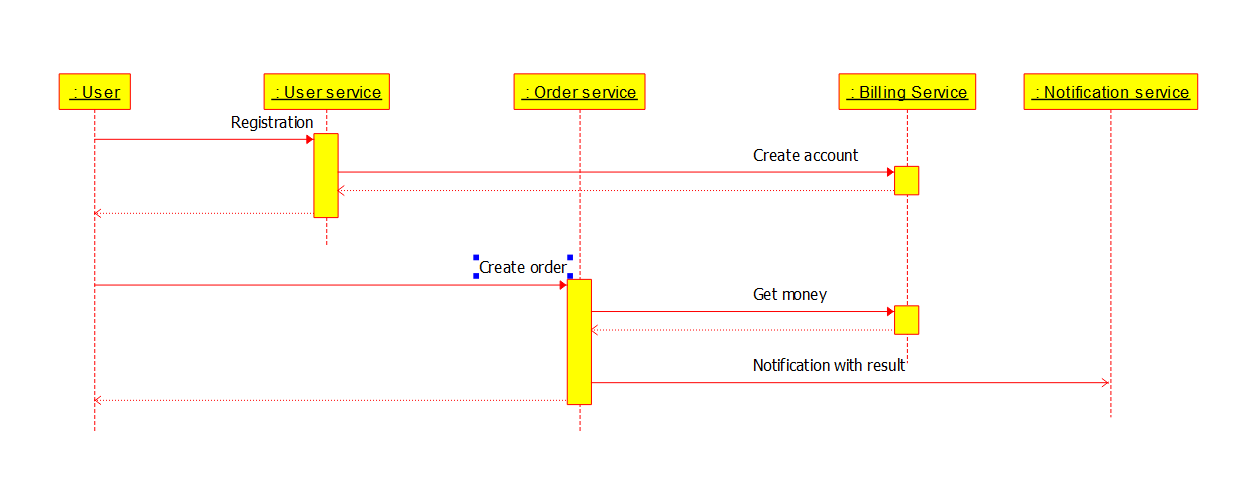 : User
: User service
: Order service
: Billing Service
: Notification service
Registration
Create account
Create order
Get money
Notification with result